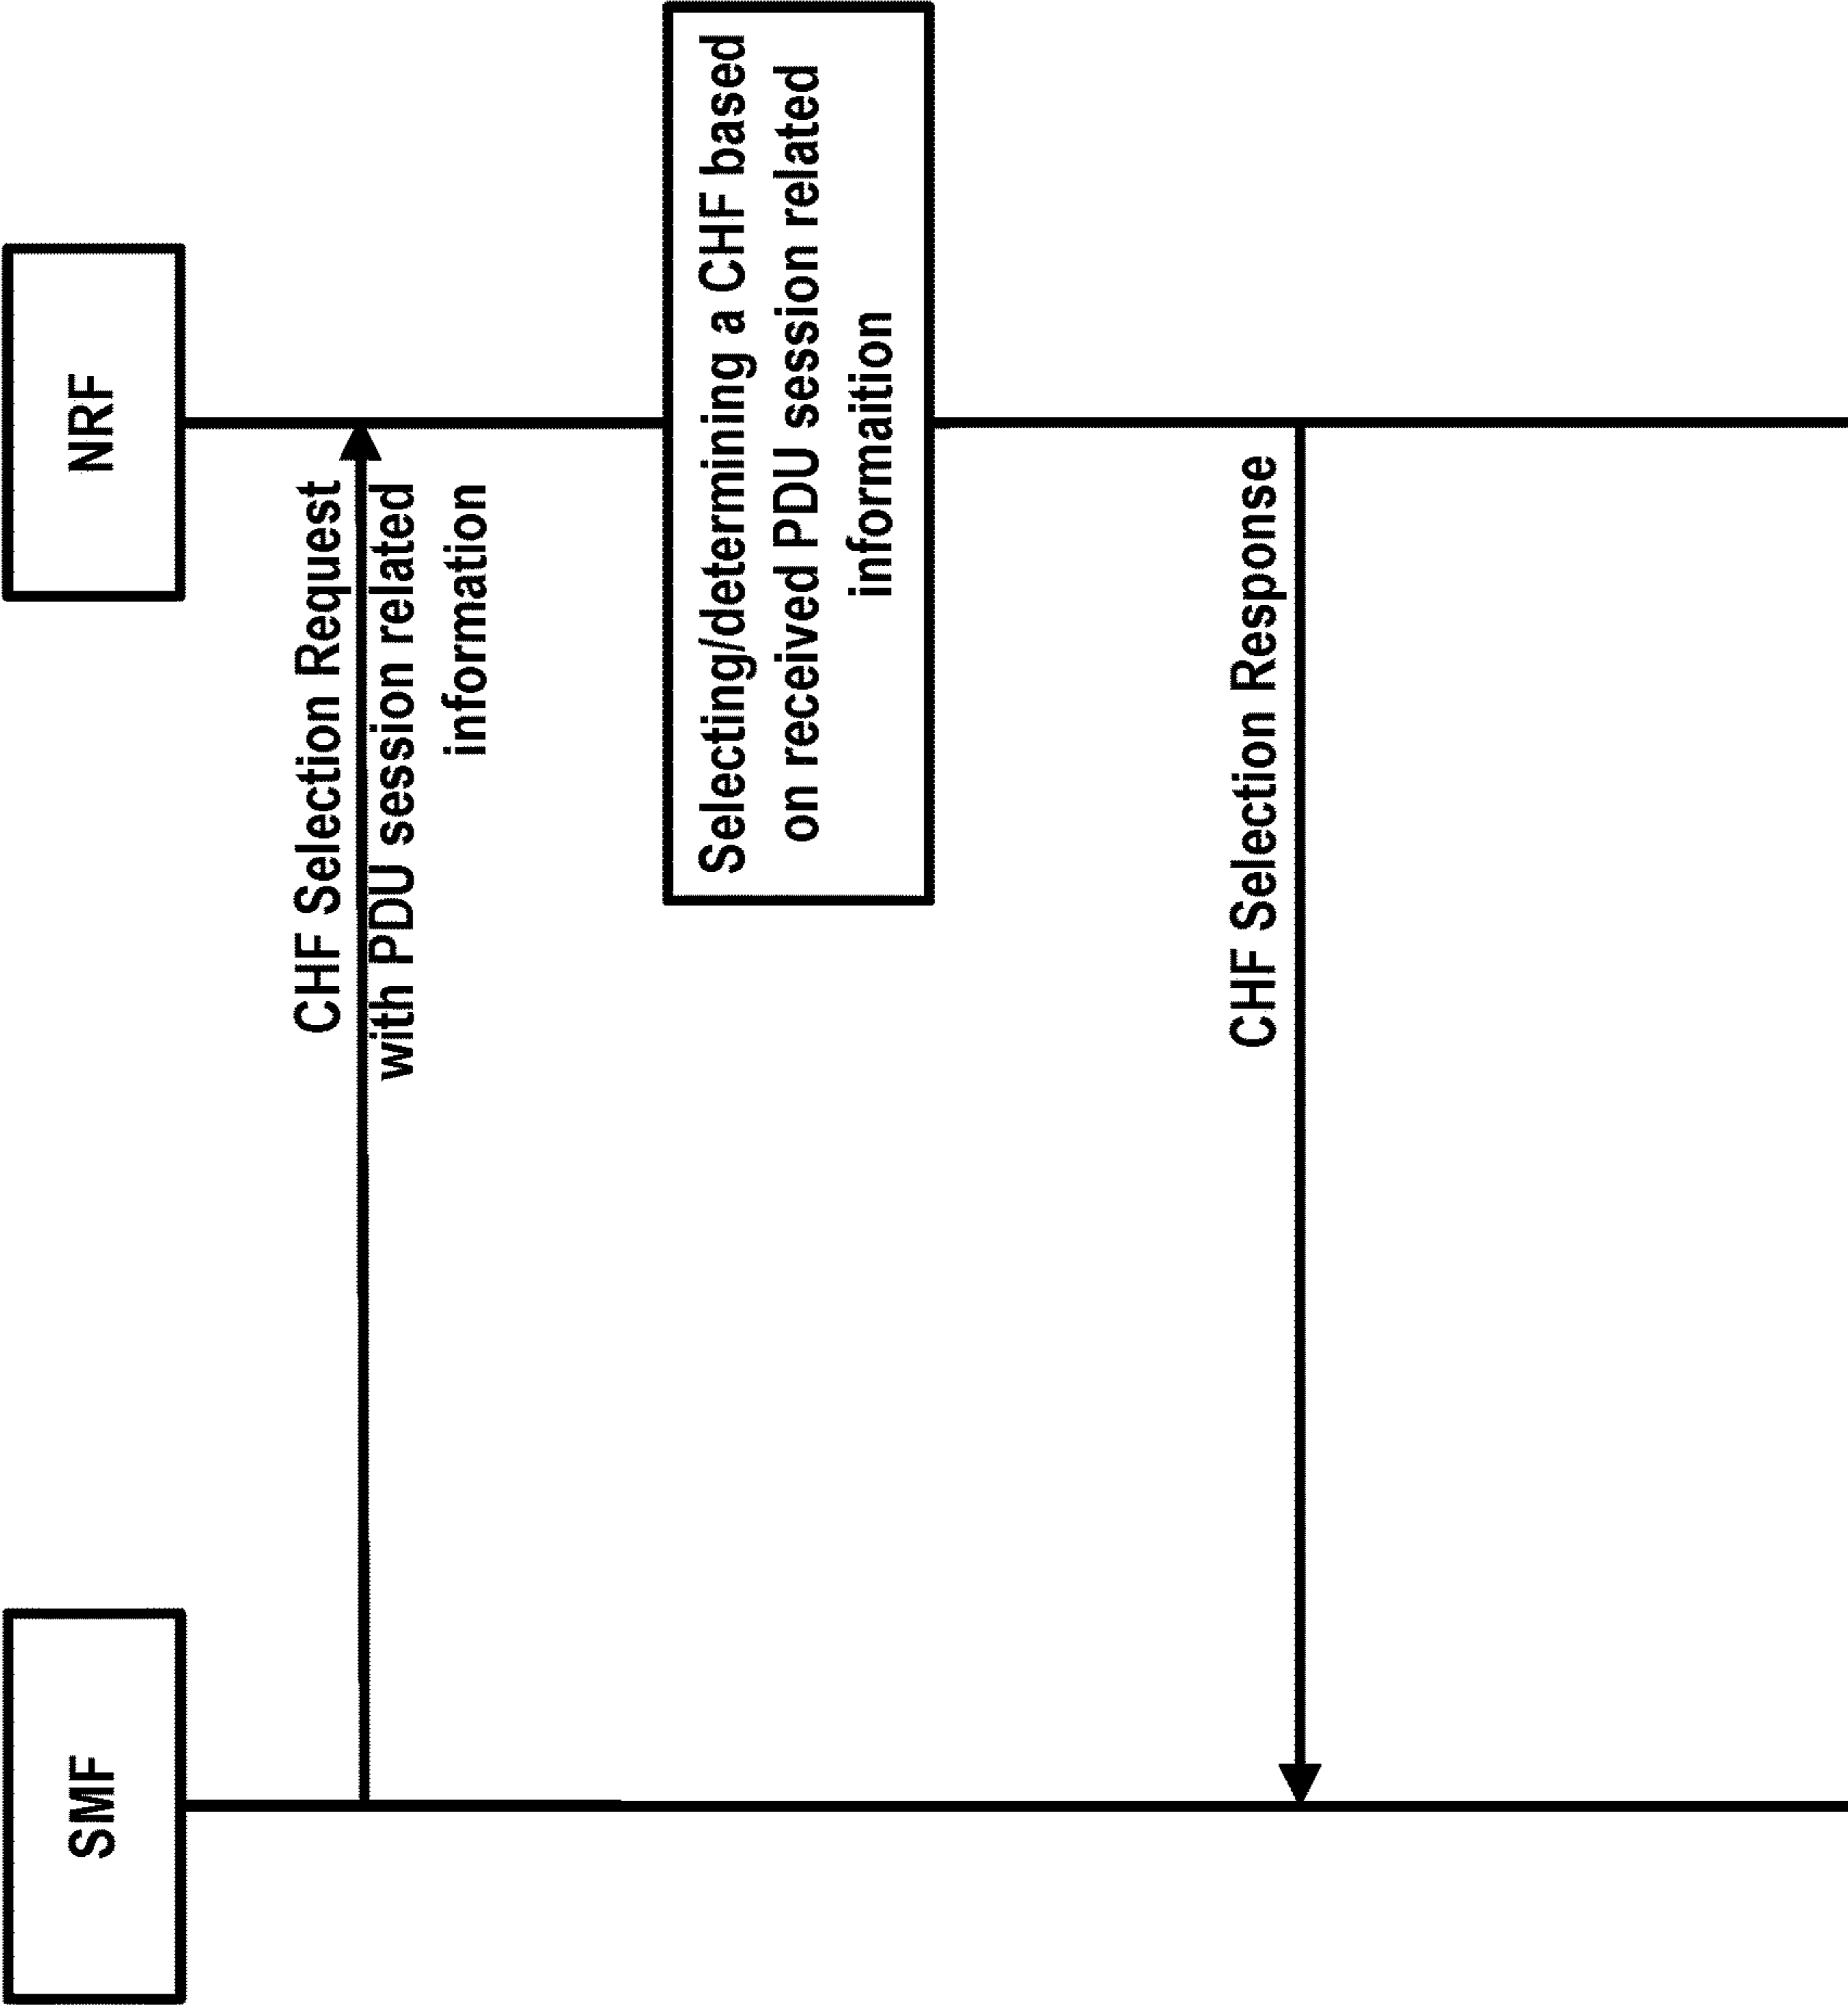 SMF
NRF
CHF Selection Request
with PDU session related
information
Selecting/determining a CHF based
on received PDU session related
informaition
CHF Selection Response